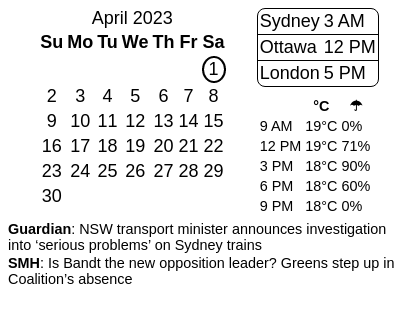 April 2023
Su Mo Tu We Th Fr Sa
1
2 3 4 5 6 7 8
9 10 11 12 13 14 15
16 17 18 19 20 21 22
23 24 25 26 27 28 29
30
Sydney 3 AM
Ottawa 12 PM
London 5 PM
°C ☂
9 AM 19°C 0%
12 PM 19°C 71%
3 PM 18°C 90%
6 PM 18°C 60%
9 PM 18°C 0%
Guardian: NSW transport minister announces investigation
into ‘serious problems’ on Sydney trains
SMH: Is Bandt the new opposition leader? Greens step up in
Coalition’s absence